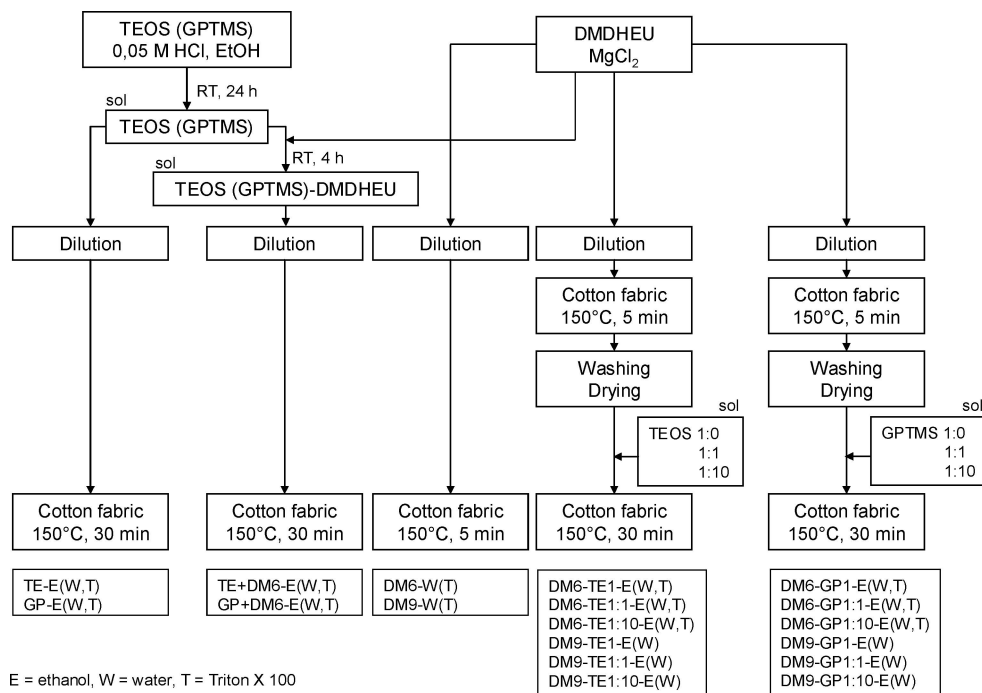 TEOS (GPTMS)
0,05 M HCl, EtOH
DMDHEU
MgCl₂
RT, 24 h
sol
TEOS (GPTMS)
RT, 4 h
sol
TEOS (GPTMS)-DMDHEU
Dilution
Dilution
Dilution
Dilution
Dilution
Cotton fabric
150°C, 5 min
Cotton fabric
150°C, 5 min
Washing
Drying
Washing
Drying
sol
TEOS 1:0
1:1
1:10
sol
GPTMS 1:0
1:1
1:10
Cotton fabric
150°C, 30 min
Cotton fabric
150°C, 30 min
Cotton fabric
150°C, 5 min
Cotton fabric
150°C, 30 min
Cotton fabric
150°C, 30 min
TE-E(W,T)
GP-E(W,T)
TE+DM6-E(W,T)
GP+DM6-E(W,T)
DM6-W(T)
DM9-W(T)
DM6-TE1-E(W,T)
DM6-TE1:1-E(W,T)
DM6-TE1:10-E(W,T)
DM9-TE1-E(W)
DM9-TE1:1-E(W)
DM9-TE1:10-E(W)
DM6-GP1-E(W,T)
DM6-GP1:1-E(W,T)
DM6-GP1:10-E(W,T)
DM9-GP1-E(W)
DM9-GP1:1-E(W)
DM9-GP1:10-E(W)
E = ethanol, W = water, T = Triton X 100